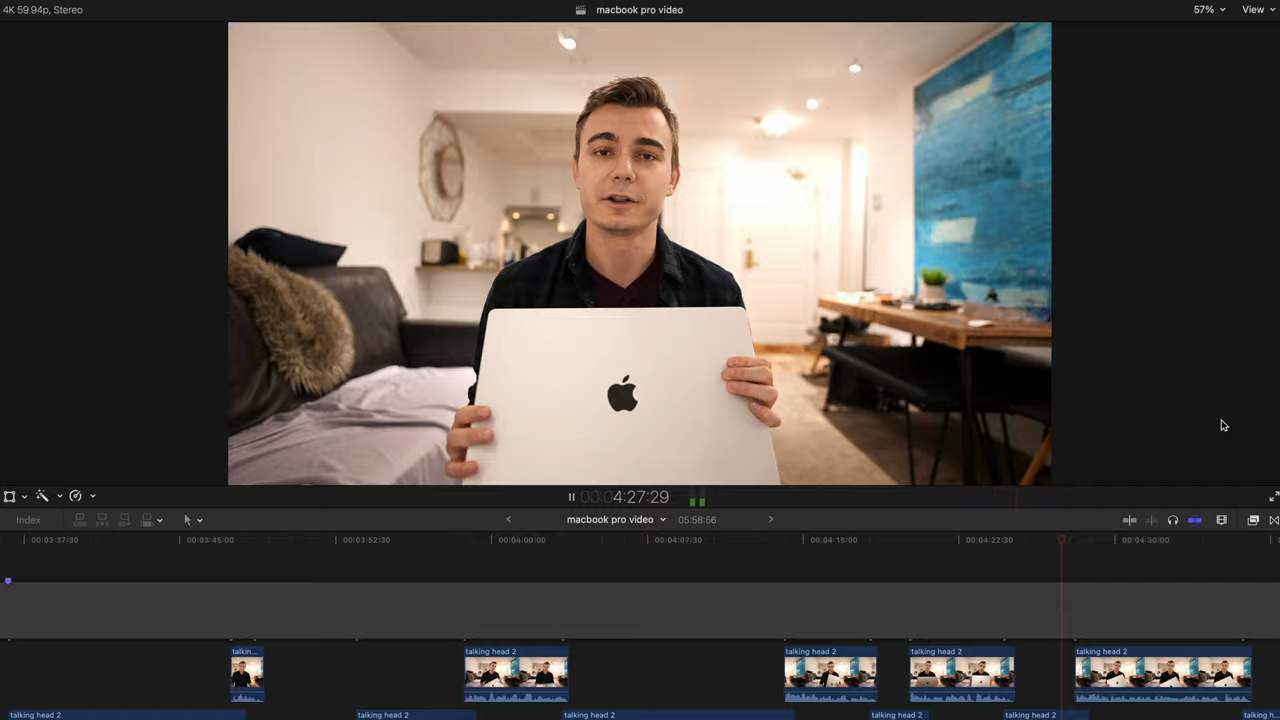 4K 59.94p, Stereo
macbook pro video
57%
View
00:00:4:27:29
Index
macbook pro video
05:58:56
00:03:37:30
00:03:45:00
00:03:52:30
00:04:00:00
00:04:07:30
00:04:15:00
00:04:22:30
00:04:30:00
talkin...
talking head 2
talking head 2
talking head 2
talking head 2
talking head 2
talking head 2
talking head 2
talking head 2
talking head 2
talking h